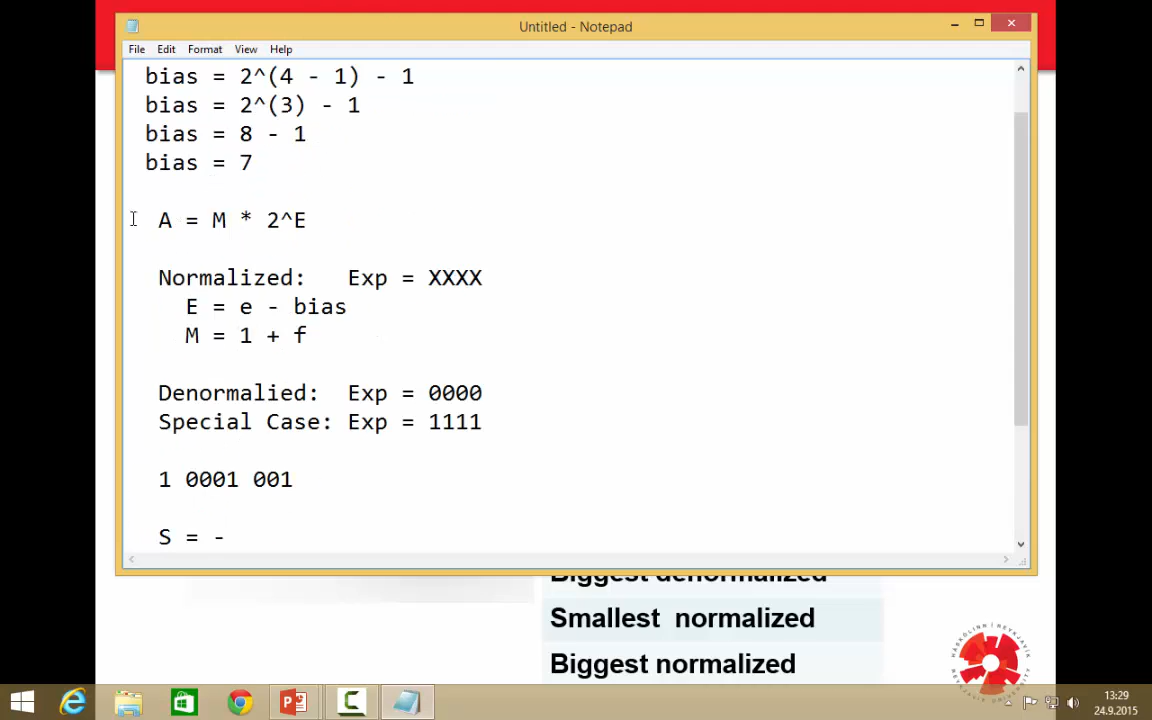 Untitled - Notepad
File Edit Format View Help
bias = 2^(4 - 1) - 1
bias = 2^(3) - 1
bias = 8 - 1
bias = 7
A = M * 2^E
Normalized: Exp = XXXX
E = e - bias
M = 1 + f
Denormalied: Exp = 0000
Special Case: Exp = 1111
1 0001 001
S = -
Biggest denormalized
Smallest normalized
Biggest normalized
13:29
24.9.2015